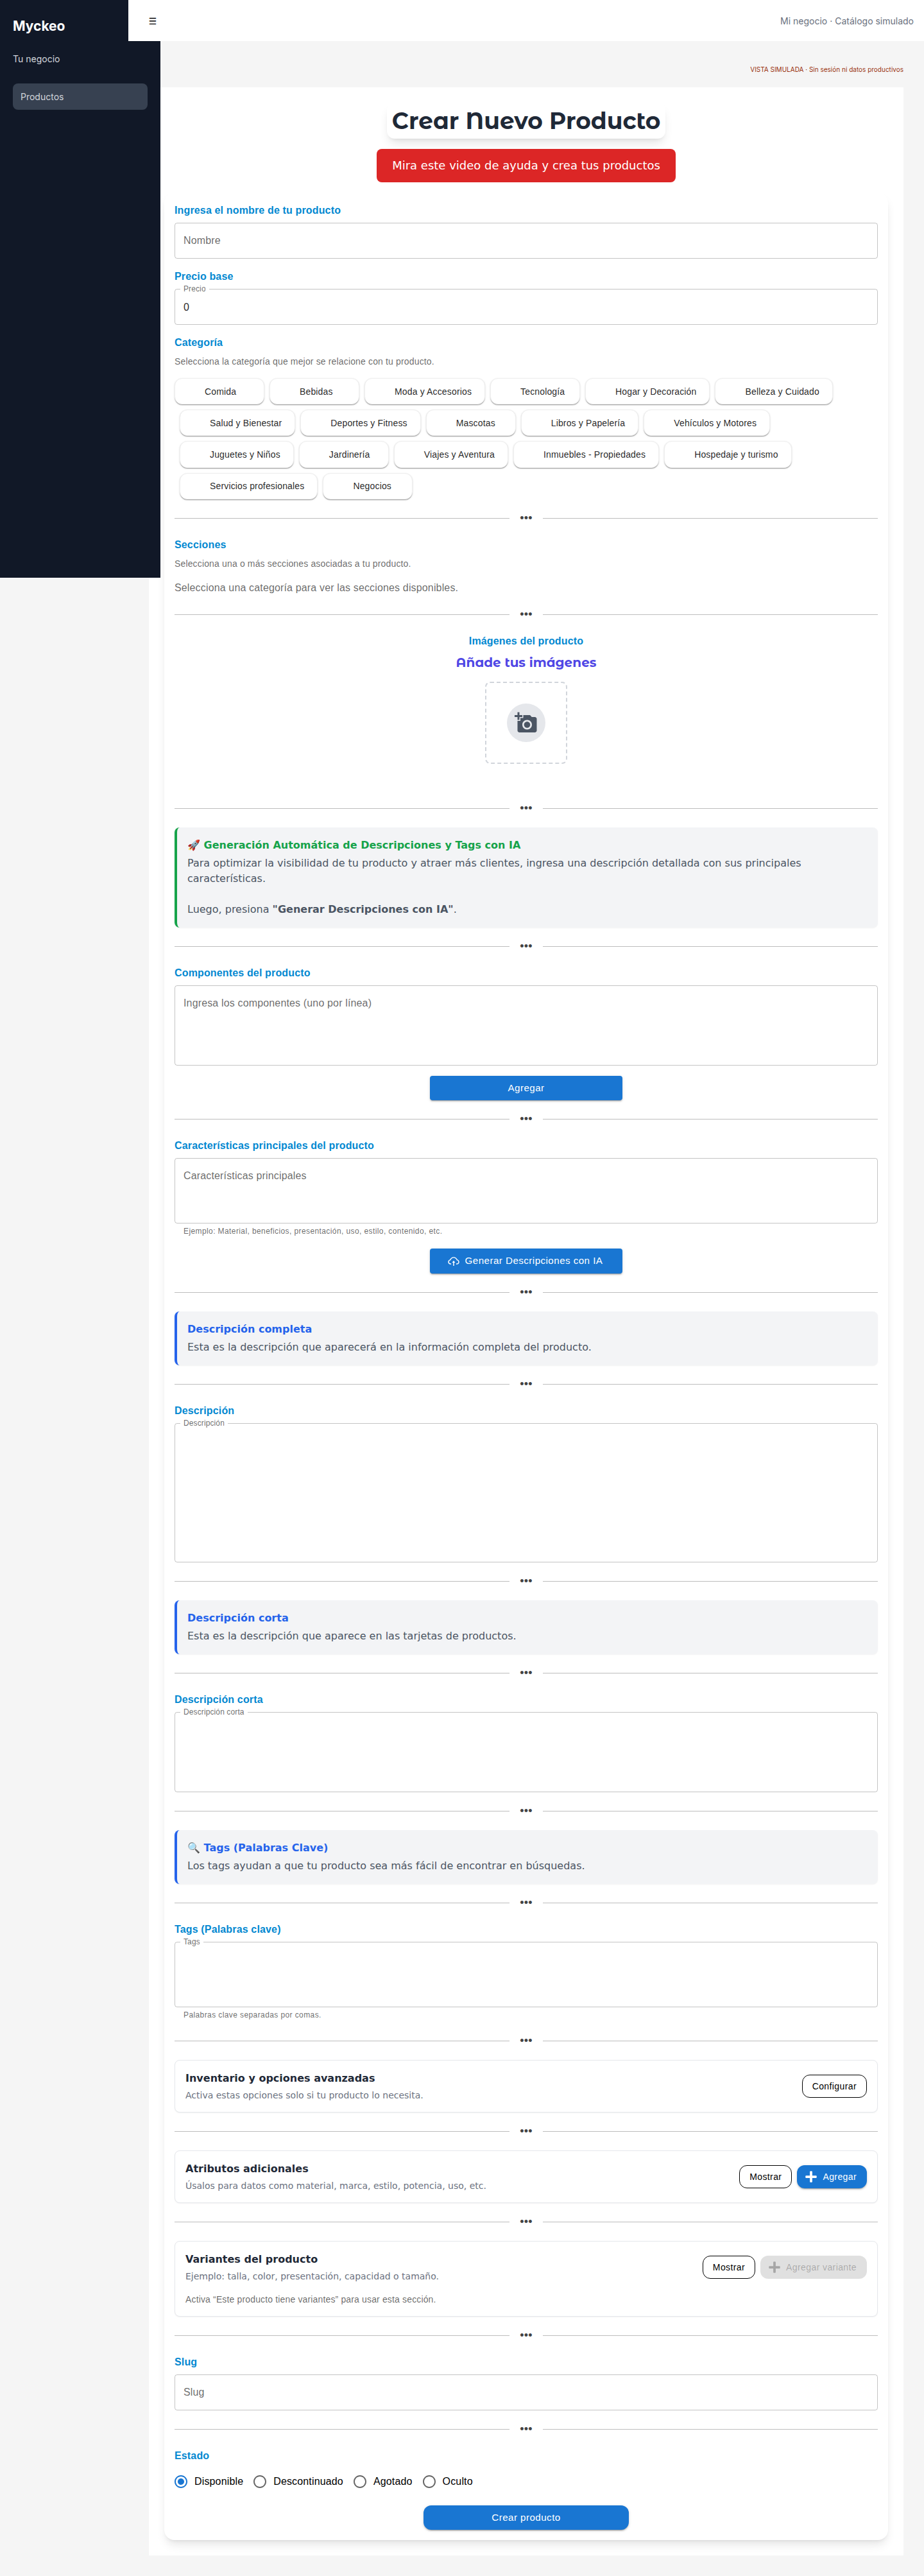 Myckeo
☰
Mi negocio · Catálogo simulado
Tu negocio
Productos
VISTA SIMULADA · Sin sesión ni datos productivos
Crear Nuevo Producto
Mira este video de ayuda y crea tus productos
Ingresa el nombre de tu producto
Nombre
Precio base
Precio
0
Categoría
Selecciona la categoría que mejor se relacione con tu producto.
Comida Bebidas Moda y Accesorios Tecnología Hogar y Decoración Belleza y Cuidado
Salud y Bienestar Deportes y Fitness Mascotas Libros y Papelería Vehículos y Motores
Juguetes y Niños Jardinería Viajes y Aventura Inmuebles - Propiedades Hospedaje y turismo
Servicios profesionales Negocios
•••
Secciones
Selecciona una o más secciones asociadas a tu producto.
Selecciona una categoría para ver las secciones disponibles.
•••
Imágenes del producto
Añade tus imágenes
•••
🚀 Generación Automática de Descripciones y Tags con IA
Para optimizar la visibilidad de tu producto y atraer más clientes, ingresa una descripción detallada con sus principales
características.
Luego, presiona "Generar Descripciones con IA".
•••
Componentes del producto
Ingresa los componentes (uno por línea)
Agregar
•••
Características principales del producto
Características principales
Ejemplo: Material, beneficios, presentación, uso, estilo, contenido, etc.
Generar Descripciones con IA
•••
Descripción completa
Esta es la descripción que aparecerá en la información completa del producto.
•••
Descripción
Descripción
•••
Descripción corta
Esta es la descripción que aparece en las tarjetas de productos.
•••
Descripción corta
Descripción corta
•••
🔍 Tags (Palabras Clave)
Los tags ayudan a que tu producto sea más fácil de encontrar en búsquedas.
•••
Tags (Palabras clave)
Tags
Palabras clave separadas por comas.
•••
Inventario y opciones avanzadas
Activa estas opciones solo si tu producto lo necesita.
Configurar
•••
Atributos adicionales
Úsalos para datos como material, marca, estilo, potencia, uso, etc.
Mostrar
Agregar
•••
Variantes del producto
Ejemplo: talla, color, presentación, capacidad o tamaño.
Mostrar
Agregar variante
Activa "Este producto tiene variantes" para usar esta sección.
•••
Slug
Slug
•••
Estado
Disponible Descontinuado Agotado Oculto
Crear producto